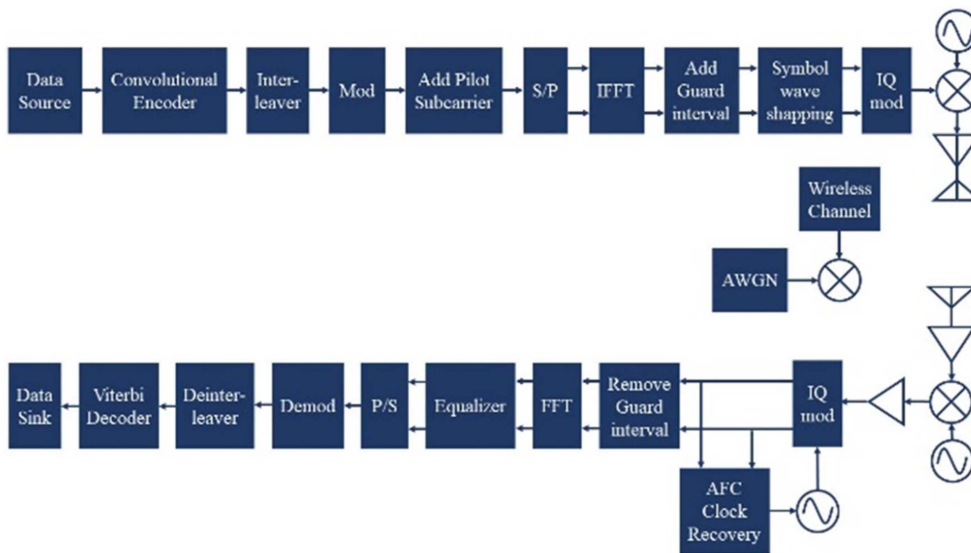 Data
Source
Convolutional
Encoder
Inter-
leaver
Mod
Add Pilot
Subcarrier
S/P
IFFT
Add
Guard
interval
Symbol
wave
shapping
IQ
mod
Wireless
Channel
AWGN
Data
Sink
Viterbi
Decoder
Deinter-
leaver
Demod
P/S
Equalizer
FFT
Remove
Guard
interval
IQ
mod
AFC
Clock
Recovery